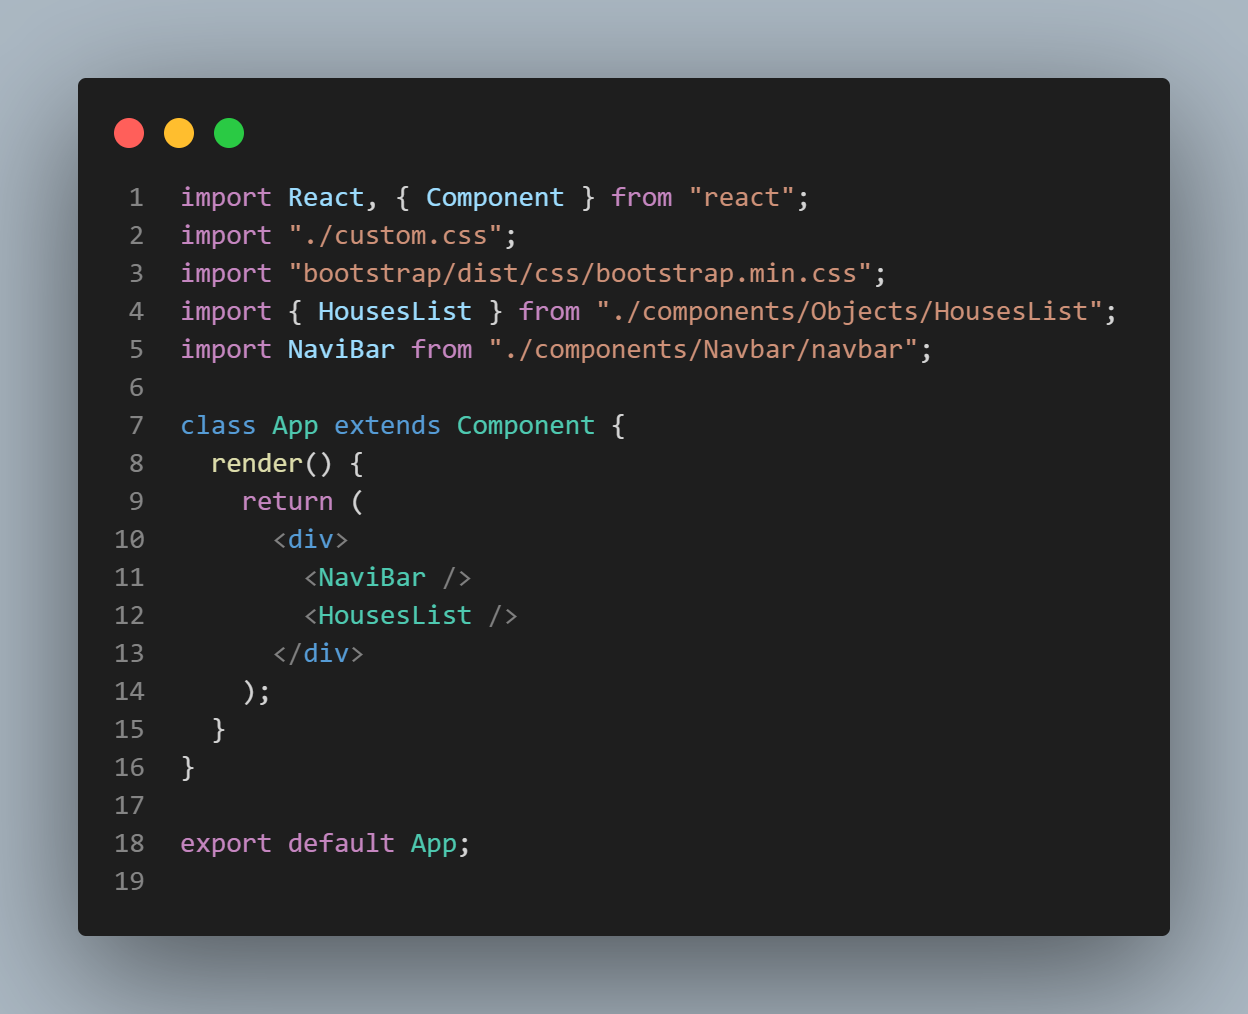 1 import React, { Component } from "react";
2 import "./custom.css";
3 import "bootstrap/dist/css/bootstrap.min.css";
4 import { HousesList } from "./components/Objects/HousesList";
5 import NaviBar from "./components/Navbar/navbar";
6
7 class App extends Component {
8   render() {
9     return (
10       <div>
11         <NaviBar />
12         <HousesList />
13       </div>
14     );
15   }
16 }
17
18 export default App;
19